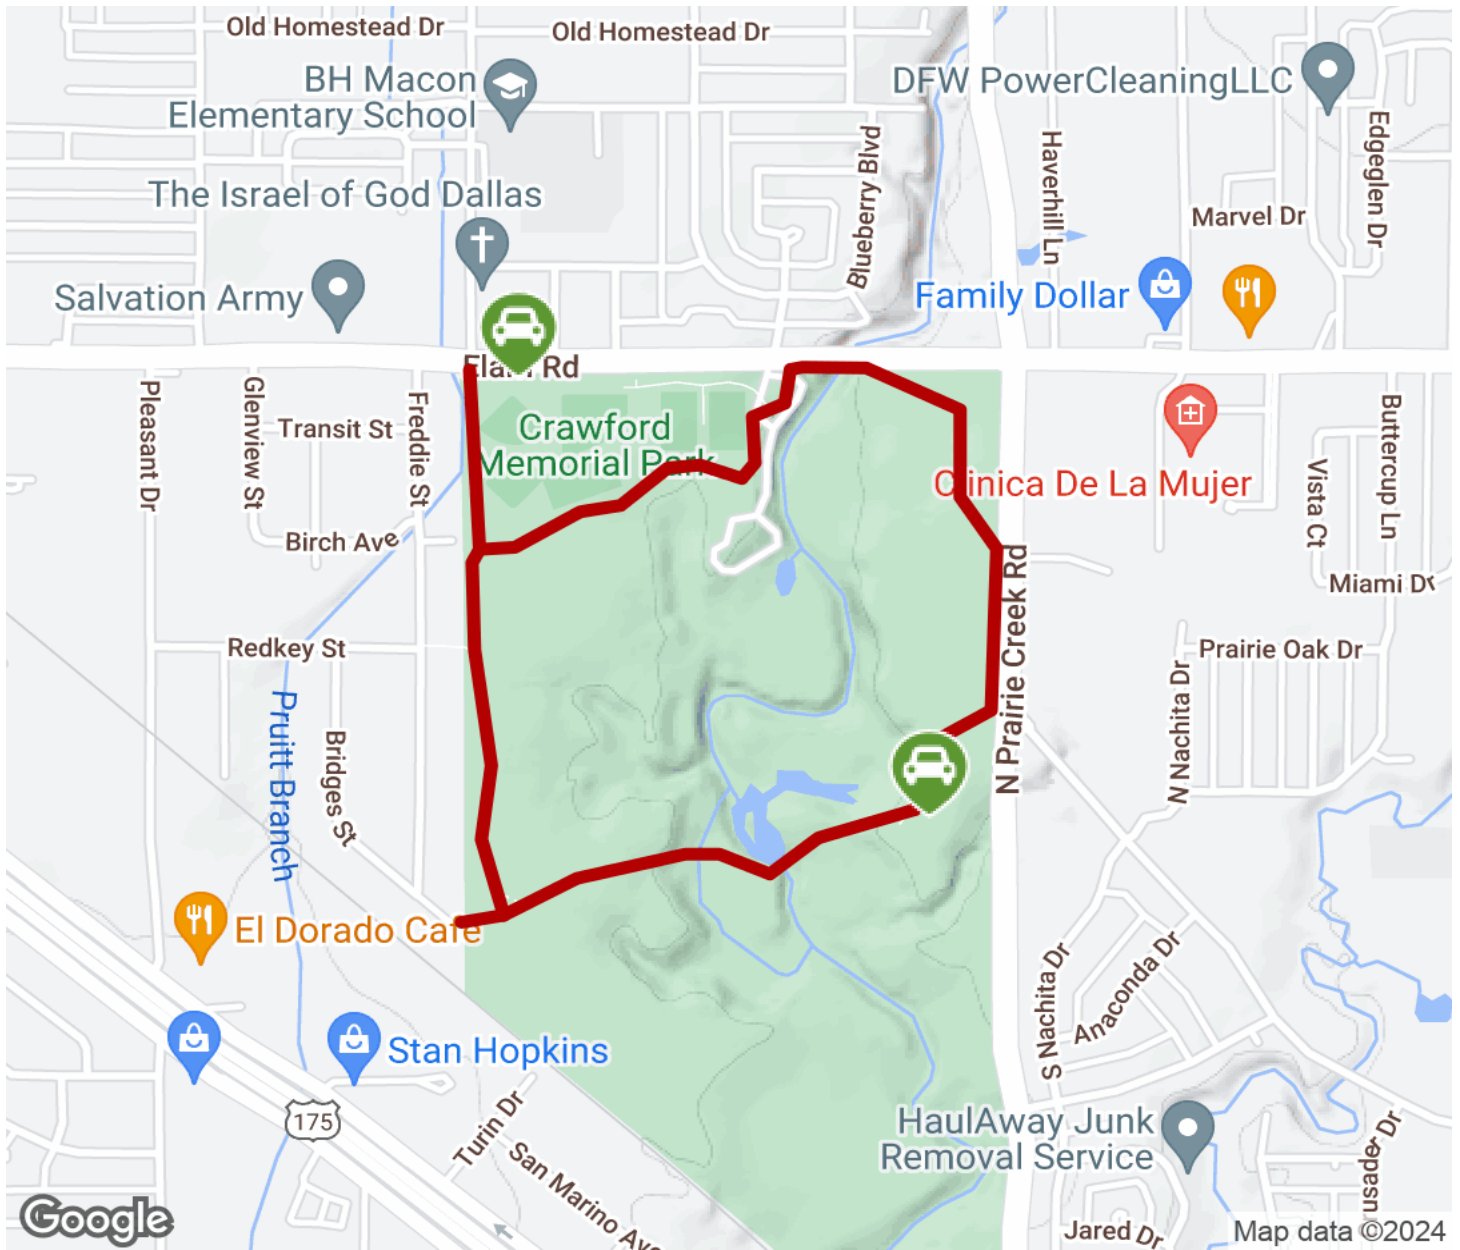 Old Homestead Dr
Old Homestead Dr
BH Macon
Elementary School
DFW PowerCleaningLLC
Edgeglen Dr
Blueberry Blvd
Haverhill Ln
The Israel of God Dallas
Marvel Dr
Salvation Army
Family Dollar
Elam Rd
Pleasant Dr
Glenview St
Transit St
Freddie St
Crawford
Memorial Park
Clinica De La Mujer
Buttercup Ln
Vista Ct
Birch Ave
Miami Dr
N Prairie Creek Rd
Redkey St
Prairie Oak Dr
N Nachita Dr
Pruitt Branch
Bridges St
El Dorado Cafe
S Nachita Dr
Anaconda Dr
Stan Hopkins
175
Turin Dr
San Marino Ave
HaulAway Junk
Removal Service
rusader Dr
Jared Dr
Google
Map data ©2024